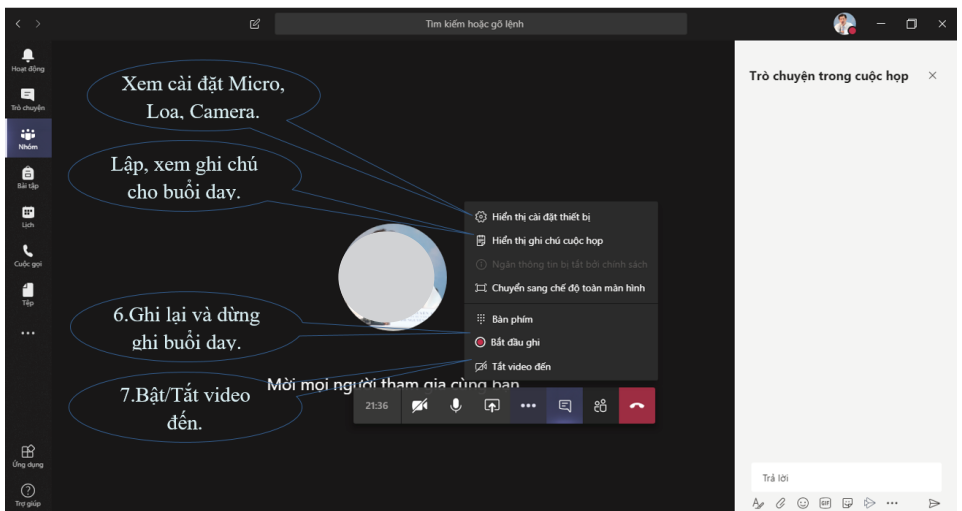 Tìm kiếm hoặc gõ lệnh
Hoạt động
Trò chuyện
Nhóm
Bài tập
Lịch
Cuộc gọi
Tệp
Ứng dụng
Trợ giúp
Xem cài đặt Micro,
Loa, Camera.
Lập, xem ghi chú
cho buổi day.
6.Ghi lại và dừng
ghi buổi day.
7.Bật/Tắt video
đến.
Hiển thị cài đặt thiết bị
Hiển thị ghi chú cuộc họp
Ngăn thông tin bị tắt bởi chính sách
Chuyển sang chế độ toàn màn hình
Bàn phím
Bắt đầu ghi
Tắt video đến
Mời mọi người tham gia cùng bạn
21:36
Trò chuyện trong cuộc họp
Trả lời
GIF